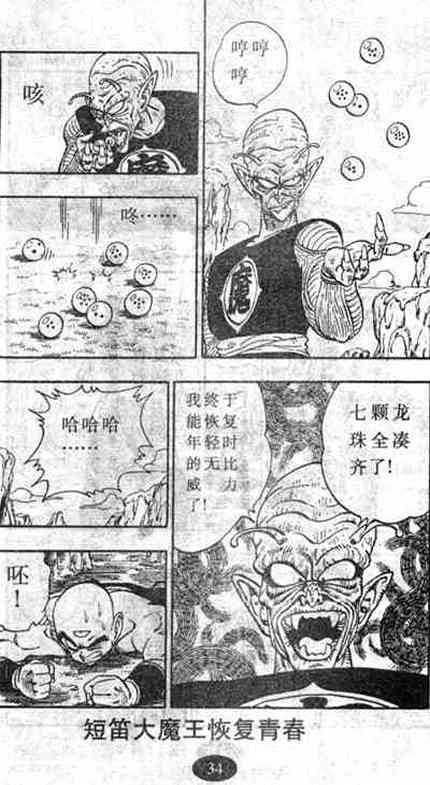 哼哼
哼
魔
咳
魔
咚……
七颗龙
珠全凑
齐了!
我终于
能恢复
年轻时
的无比
威力
了!
哈哈哈
……
呸!
短笛大魔王恢复青春
34